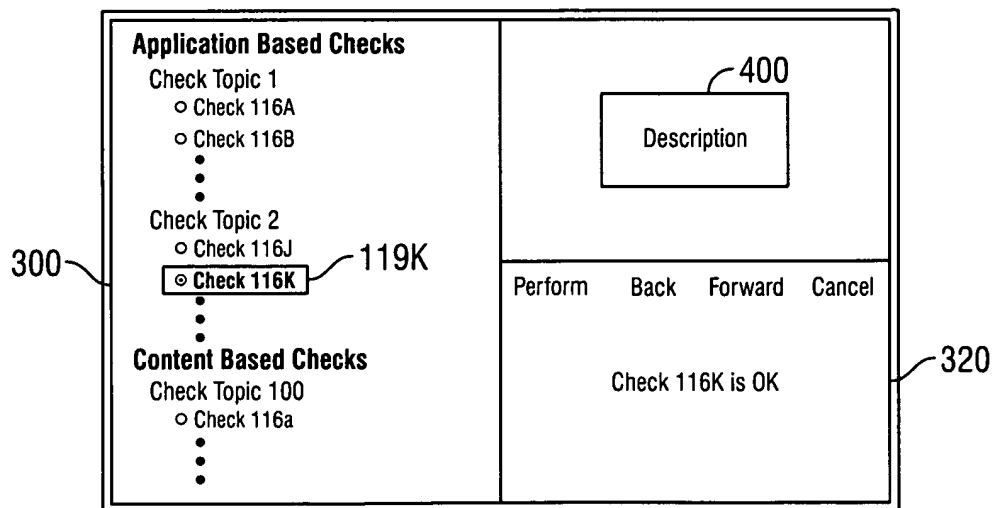 Application Based Checks
Check Topic 1
Check 116A
Check 116B
Check Topic 2
Check 116J
Check 116K
Content Based Checks
Check Topic 100
Check 116a
300
119K
400
Description
Perform Back Forward Cancel
Check 116K is OK
320